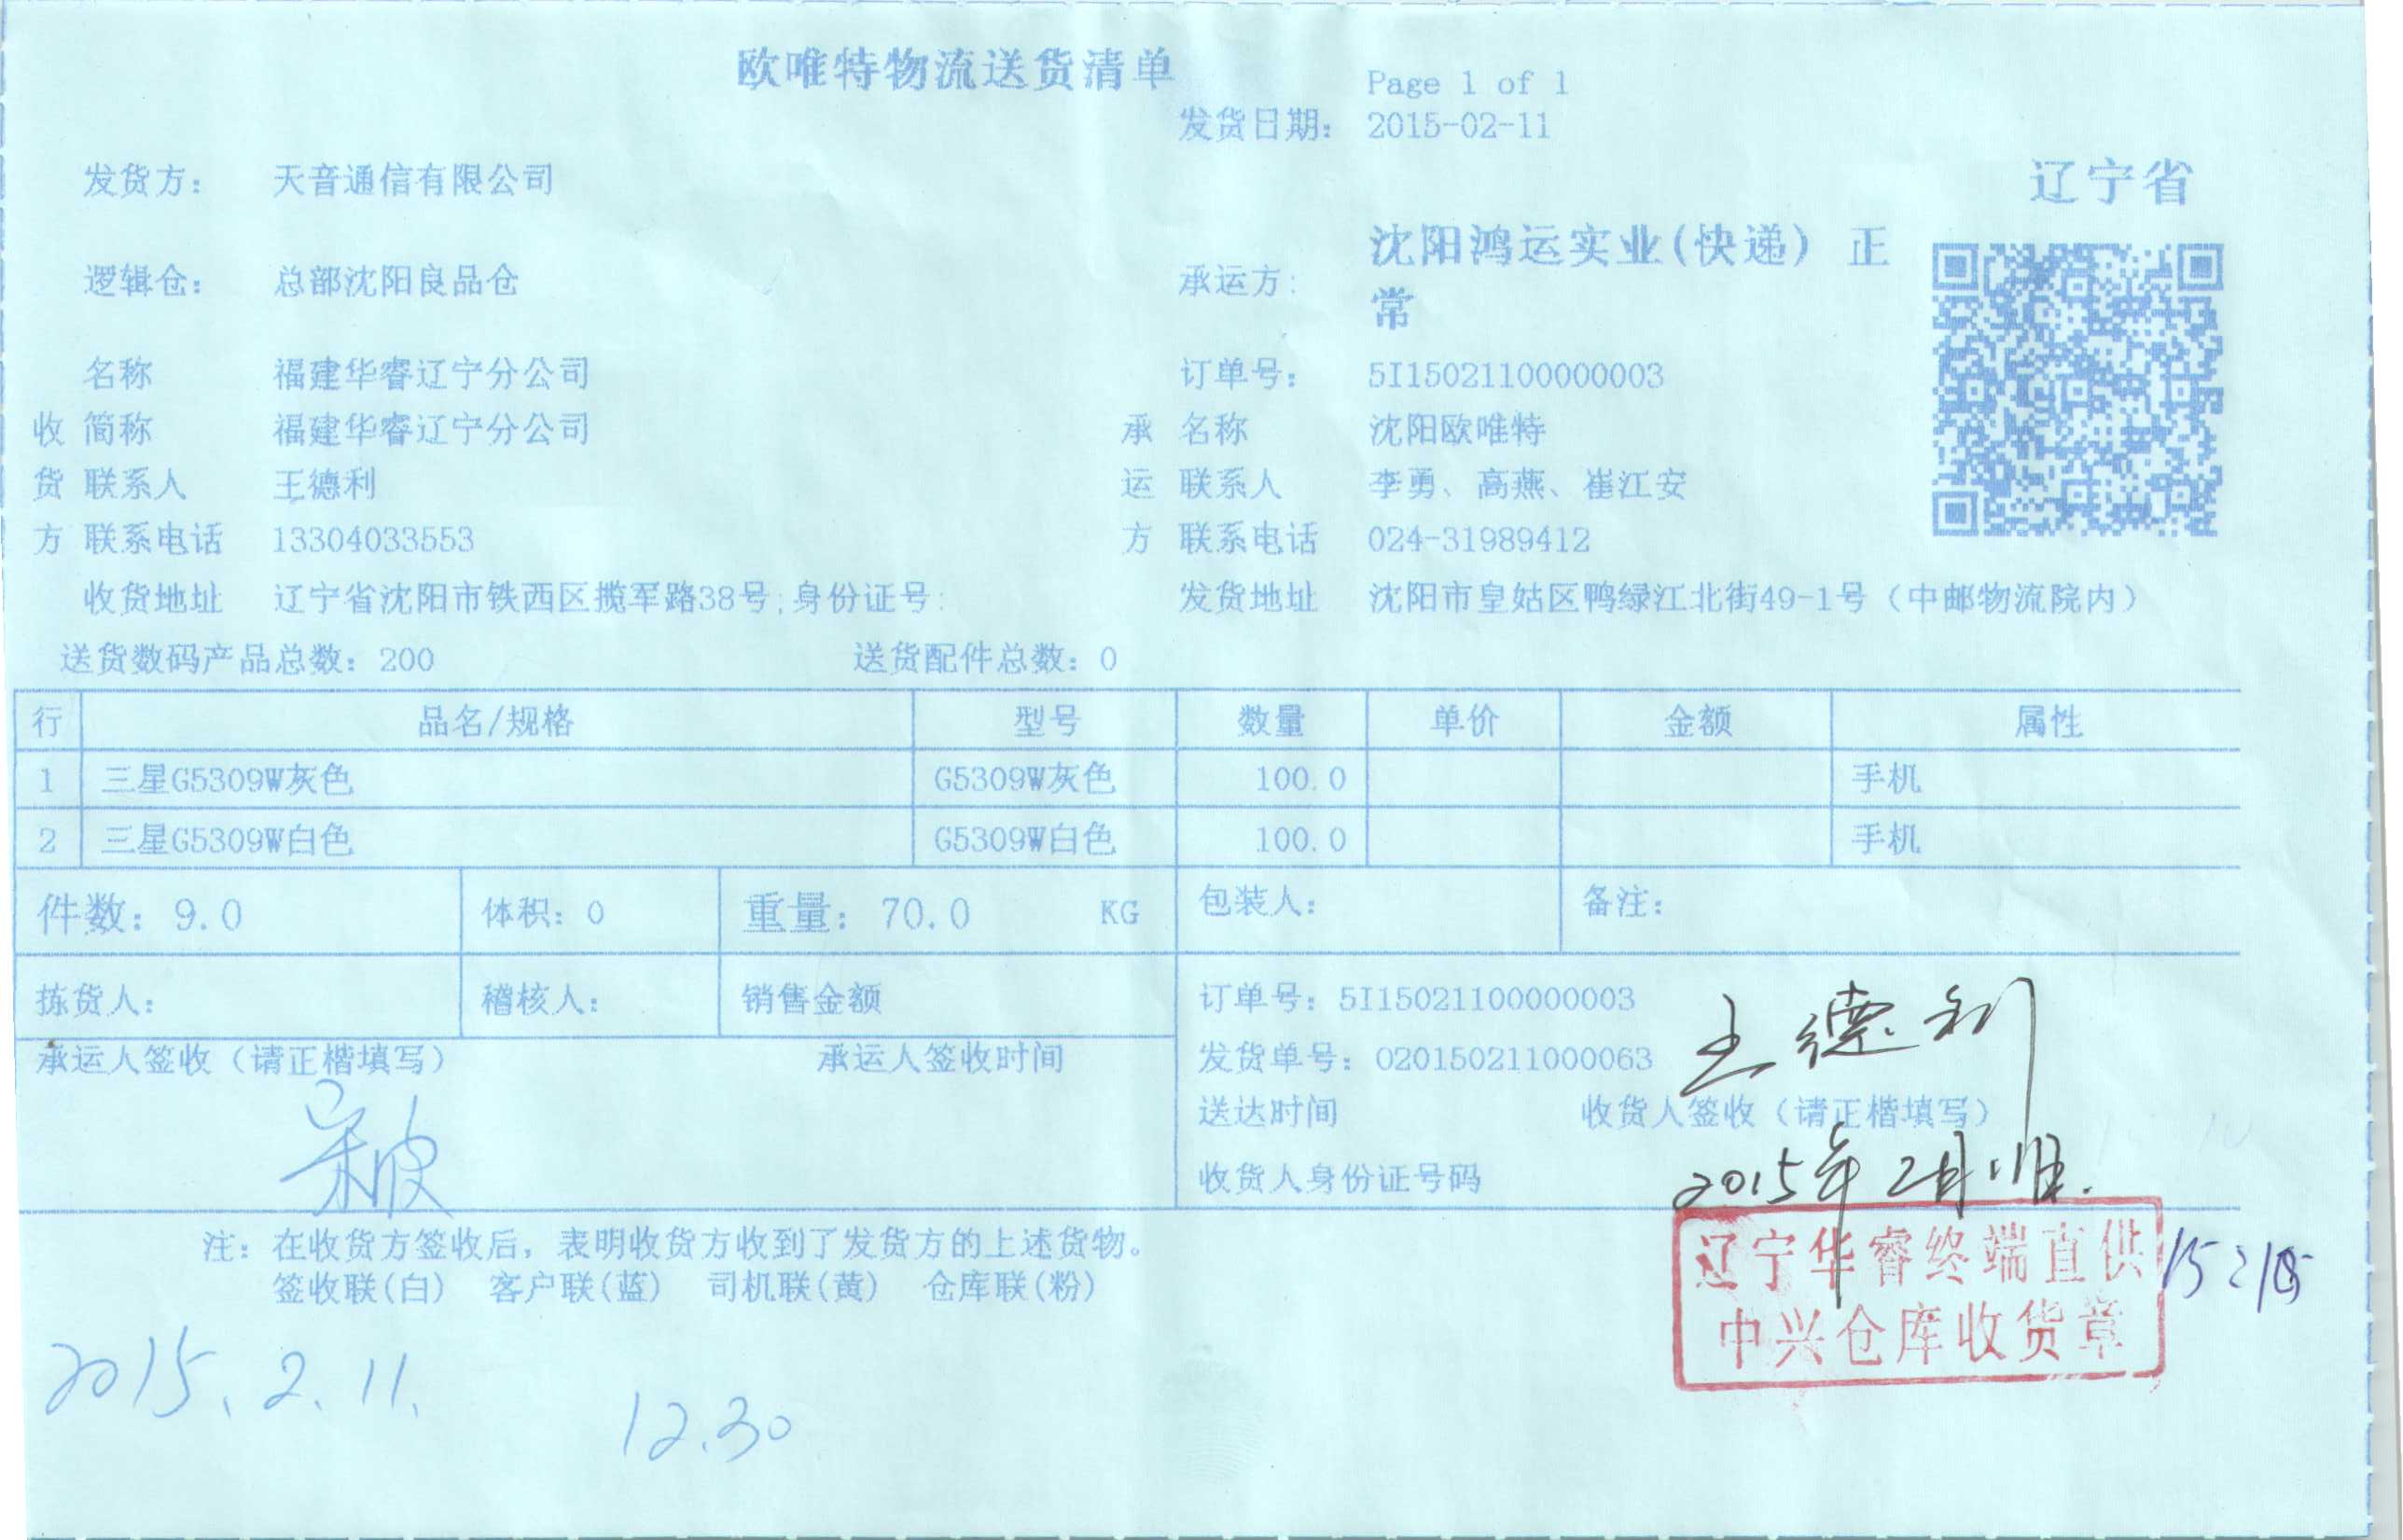 欧唯特物流送货清单
Page 1 of 1
发货日期: 2015-02-11
发货方: 天音通信有限公司
辽宁省
逻辑仓: 总部沈阳良品仓 承运方: 沈阳鸿运实业(快递) 正常
名称 福建华睿辽宁分公司 订单号: 5I15021100000003
收 简称 福建华睿辽宁分公司 承 名称 沈阳欧唯特
货 联系人 王德利 运 联系人 李勇、高燕、崔江安
方 联系电话 13304033553 方 联系电话 024-31989412
收货地址 辽宁省沈阳市铁西区揽军路38号;身份证号: 发货地址 沈阳市皇姑区鸭绿江北街49-1号（中邮物流院内）
送货数码产品总数: 200 送货配件总数: 0
行 品名/规格 型号 数量 单价 金额 属性
1 三星G5309W灰色 G5309W灰色 100.0 手机
2 三星G5309W白色 G5309W白色 100.0 手机
件数: 9.0 体积: 0 重量: 70.0 KG 包装人: 备注:
拣货人: 稽核人: 销售金额 订单号: 5I15021100000003
王德利
承运人签收（请正楷填写） 承运人签收时间 发货单号: 020150211000063
送达时间 收货人签收（请正楷填写）
收货人身份证号码
2015年2月11日.
注: 在收货方签收后, 表明收货方收到了发货方的上述货物。
签收联(白) 客户联(蓝) 司机联(黄) 仓库联(粉)
辽宁华睿终端直供
中兴仓库收货章
2015.2.11.
12.30